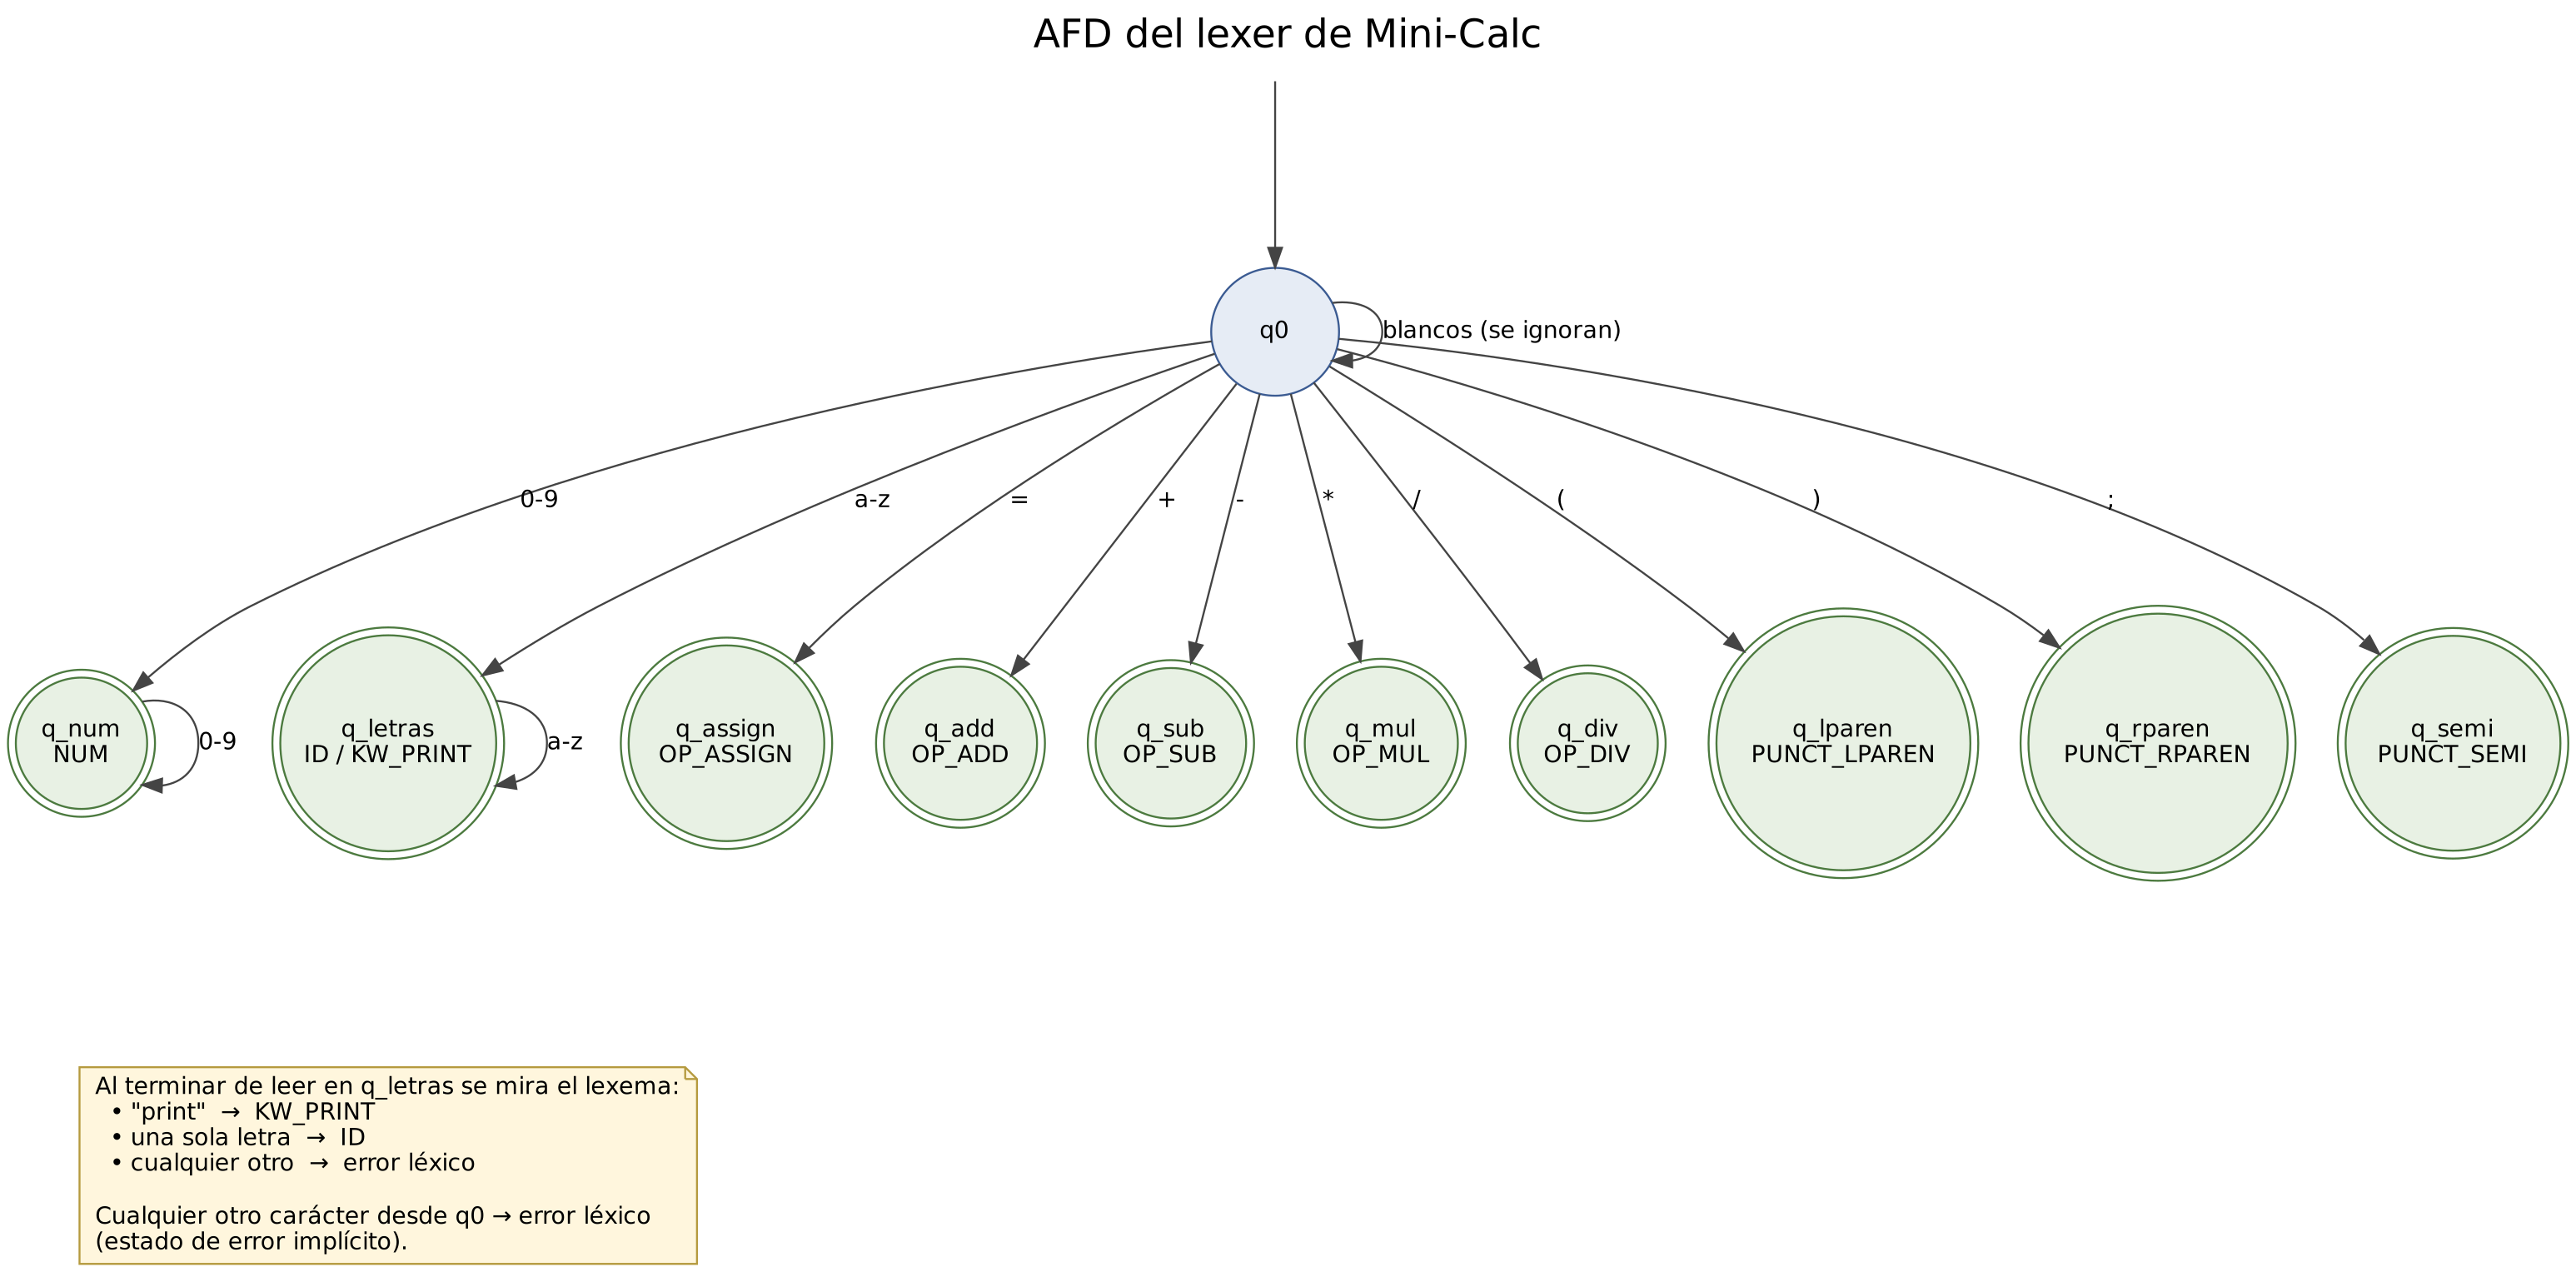 AFD del lexer de Mini-Calc
q0
blancos (se ignoran)
0-9
a-z
=
+
-
*
/
(
)
;
q_num
NUM
0-9
q_letras
ID / KW_PRINT
a-z
q_assign
OP_ASSIGN
q_add
OP_ADD
q_sub
OP_SUB
q_mul
OP_MUL
q_div
OP_DIV
q_lparen
PUNCT_LPAREN
q_rparen
PUNCT_RPAREN
q_semi
PUNCT_SEMI
Al terminar de leer en q_letras se mira el lexema:
• "print" → KW_PRINT
• una sola letra → ID
• cualquier otro → error léxico
Cualquier otro carácter desde q0 → error léxico
(estado de error implícito).